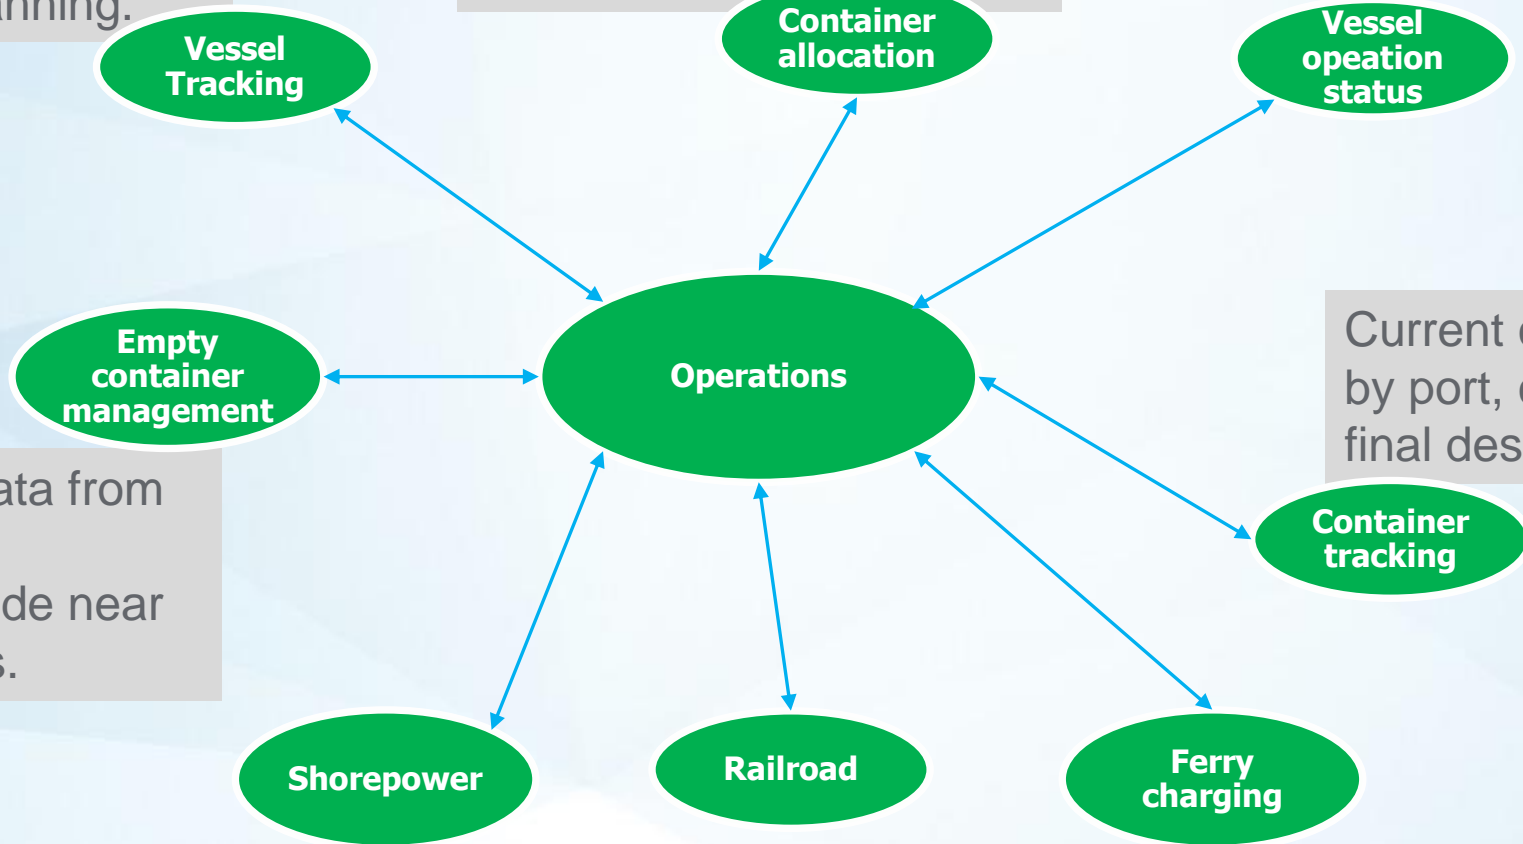 Container
allocation
Vessel
Tracking
Vessel
opeation
status
Empty
container
management
Operations
Current
by port,
final
ata from
de near
s.
Container
tracking
Shorepower
Railroad
Ferry
charging